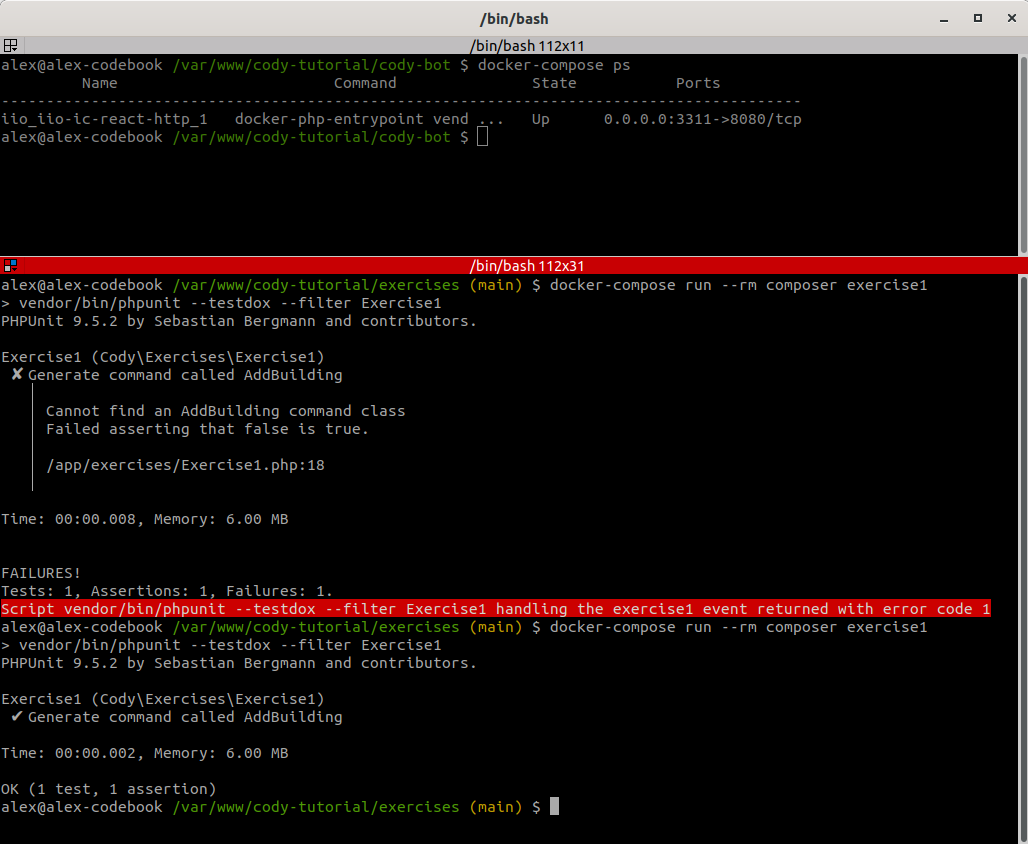 /bin/bash
/bin/bash 112x11
alex@alex-codebook /var/www/cody-tutorial/cody-bot $ docker-compose ps
Name Command State Ports
-----------------------------------------------------------------------------------------
iio_iio-ic-react-http_1 docker-php-entrypoint vend ... Up 0.0.0.0:3311->8080/tcp
alex@alex-codebook /var/www/cody-tutorial/cody-bot $
/bin/bash 112x31
alex@alex-codebook /var/www/cody-tutorial/exercises (main) $ docker-compose run --rm composer exercise1
> vendor/bin/phpunit --testdox --filter Exercise1
PHPUnit 9.5.2 by Sebastian Bergmann and contributors.
Exercise1 (Cody\Exercises\Exercise1)
✘ Generate command called AddBuilding
Cannot find an AddBuilding command class
Failed asserting that false is true.
/app/exercises/Exercise1.php:18
Time: 00:00.008, Memory: 6.00 MB
FAILURES!
Tests: 1, Assertions: 1, Failures: 1.
Script vendor/bin/phpunit --testdox --filter Exercise1 handling the exercise1 event returned with error code 1
alex@alex-codebook /var/www/cody-tutorial/exercises (main) $ docker-compose run --rm composer exercise1
> vendor/bin/phpunit --testdox --filter Exercise1
PHPUnit 9.5.2 by Sebastian Bergmann and contributors.
Exercise1 (Cody\Exercises\Exercise1)
✔ Generate command called AddBuilding
Time: 00:00.002, Memory: 6.00 MB
OK (1 test, 1 assertion)
alex@alex-codebook /var/www/cody-tutorial/exercises (main) $